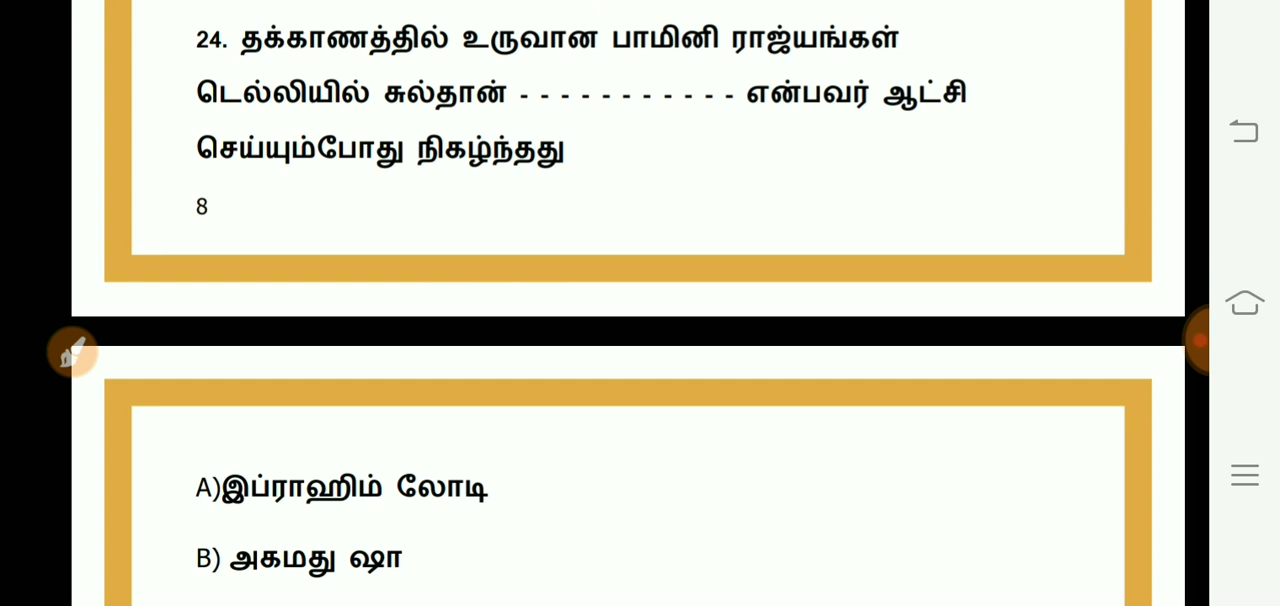 24. தக்காணத்தில் உருவான பாமினி ராஜ்யங்கள்
டெல்லியில் சுல்தான் - - - - - - - - - - - என்பவர் ஆட்சி
செய்யும்போது நிகழ்ந்தது
8
A)இப்ராஹிம் லோடி
B) அகமது ஷா